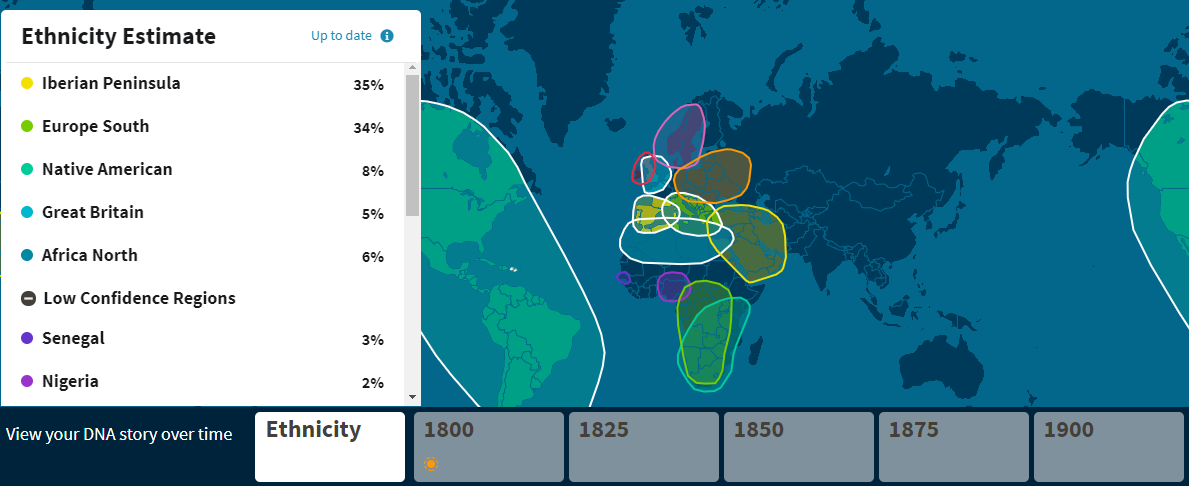 Ethnicity Estimate
Up to date
Iberian Peninsula 35%
Europe South 34%
Native American 8%
Great Britain 5%
Africa North 6%
Low Confidence Regions
Senegal 3%
Nigeria 2%
View your DNA story over time
Ethnicity
1800
1825
1850
1875
1900